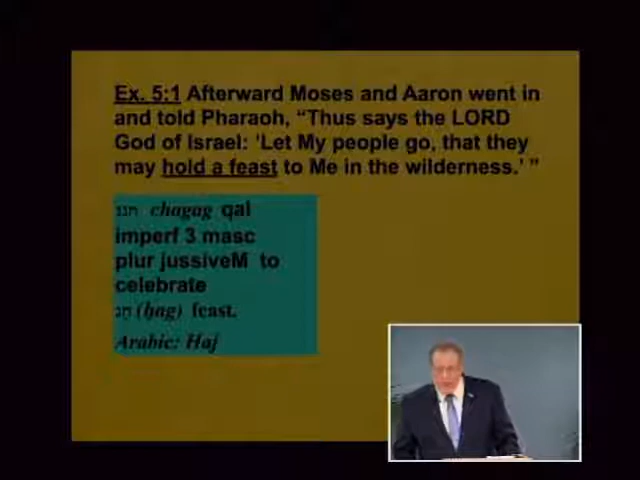 Ex. 5:1 Afterward Moses and Aaron went in
and told Pharaoh, “Thus says the LORD
God of Israel: ‘Let My people go, that they
may hold a feast to Me in the wilderness.’ ”
חגג chagag qal
imperf 3 masc
plur jussiveM to
celebrate
חָג (ḥag) feast.
Arabic: Haj